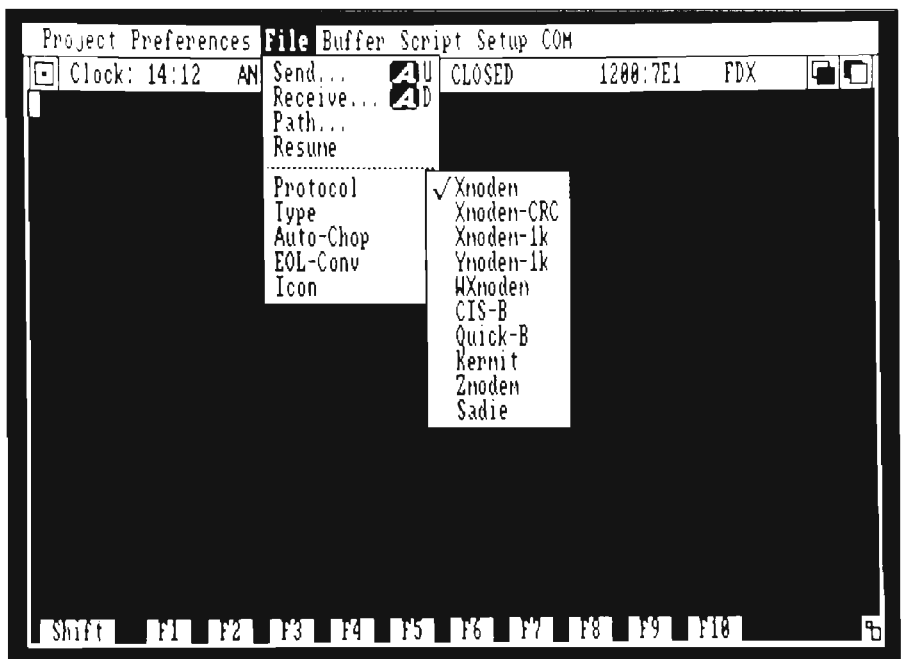 Project Preferences File Buffer Script Setup COM
Clock: 14:12 AN CLOSED 1200:7E1 FDX
Send... A U
Receive... A D
Path...
Resume
Protocol
Type
Auto-Chop
EOL-Conv
Icon
✓Xmodem
Xmodem-CRC
Xmodem-1k
Ymodem-1k
WXmodem
CIS-B
Quick-B
Kermit
Zmodem
Sadie
Shift F1 F2 F3 F4 F5 F6 F7 F8 F9 F10